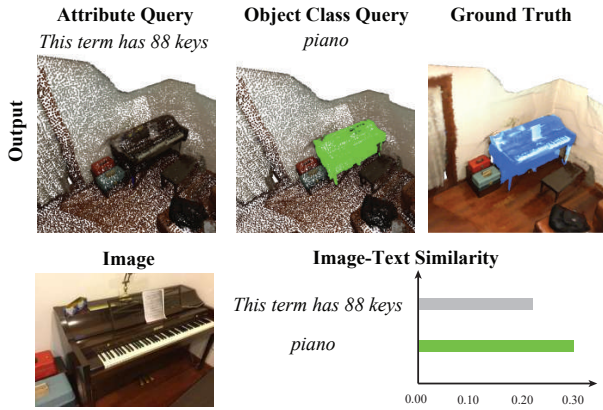 Attribute Query Object Class Query Ground Truth
This term has 88 keys piano
Output
Image Image-Text Similarity
This term has 88 keys
piano
0.00 0.10 0.20 0.30